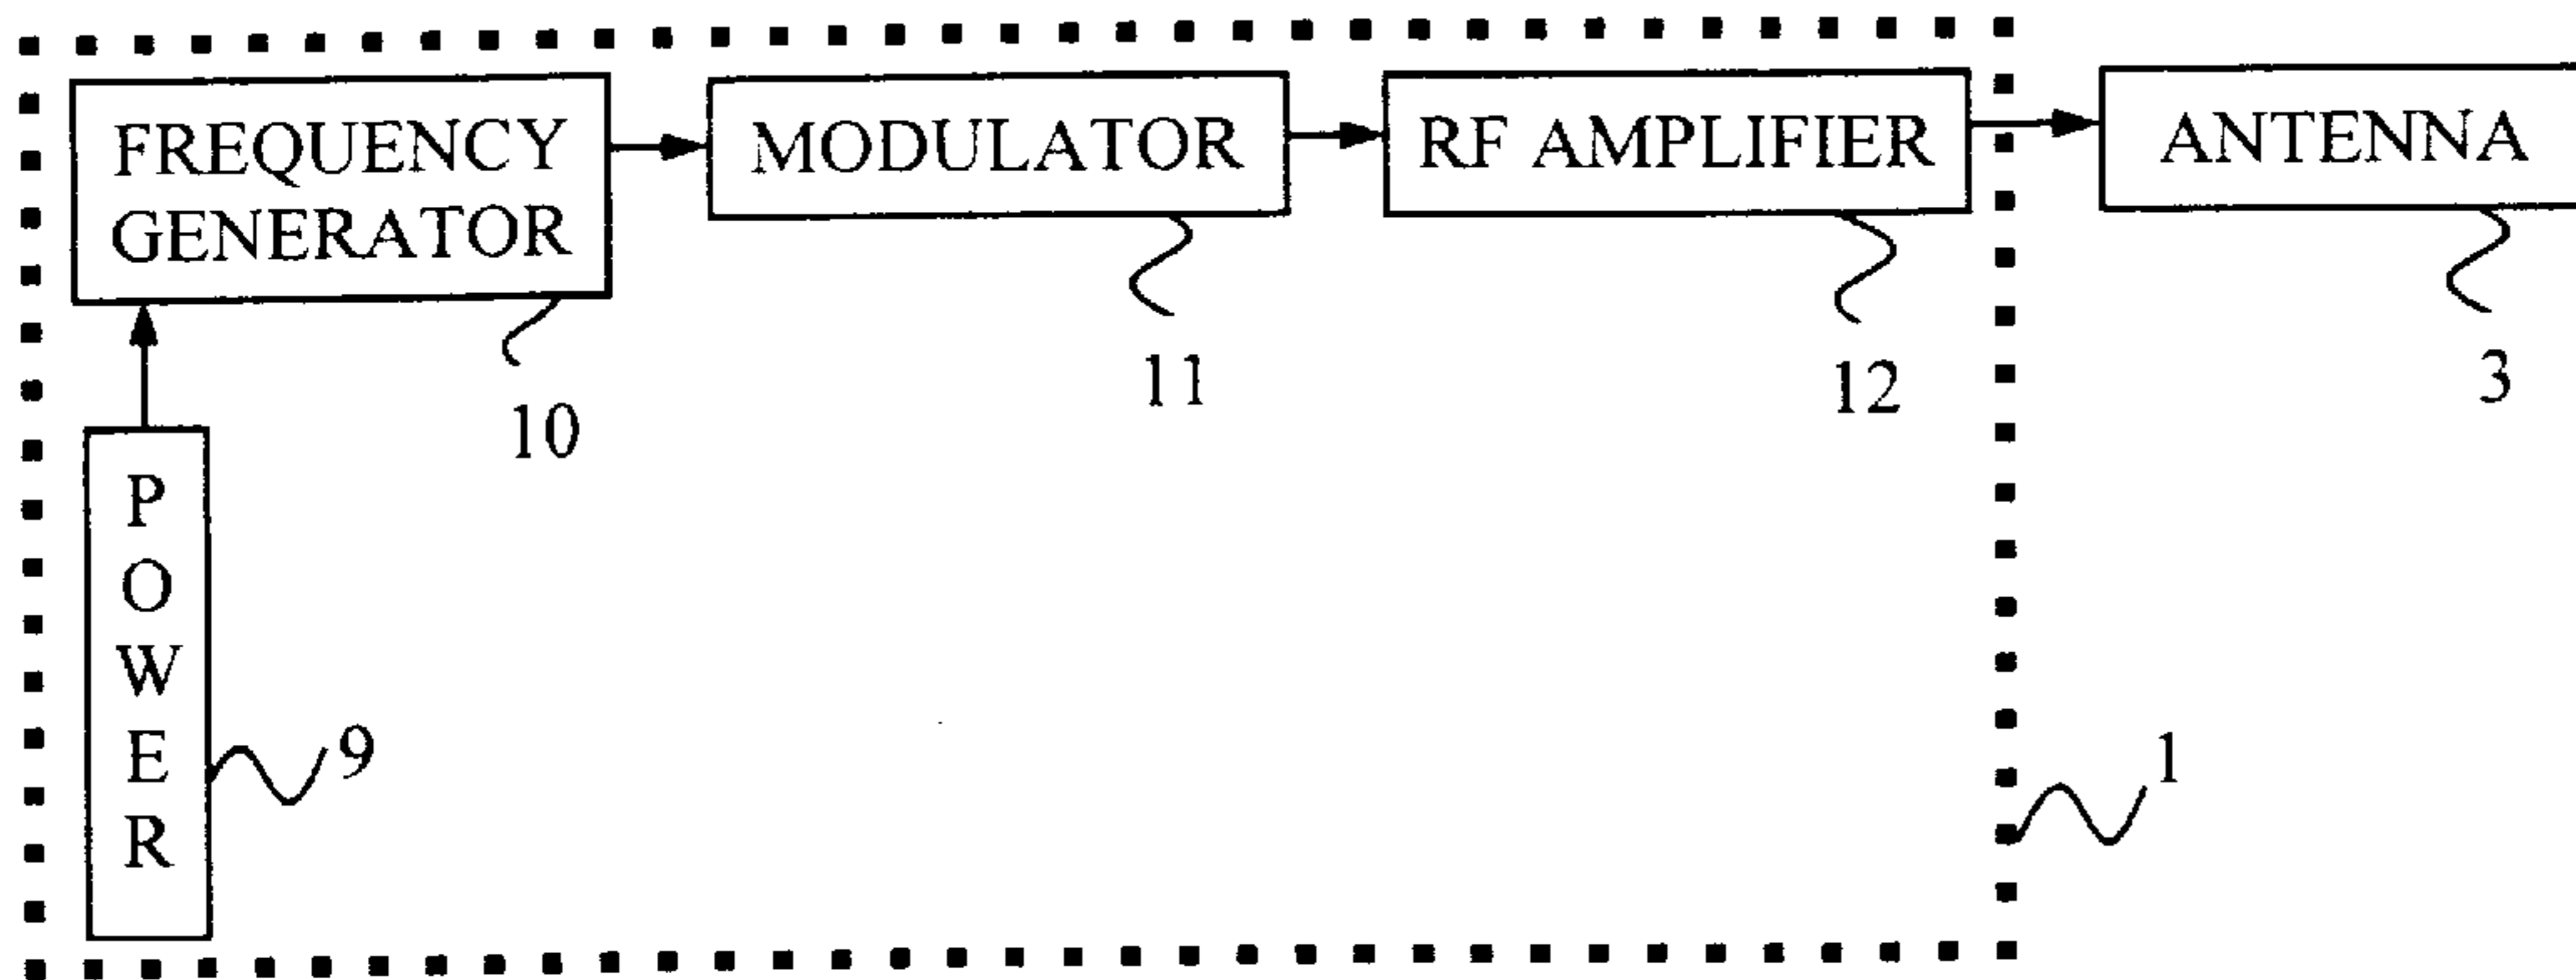 FREQUENCY
GENERATOR
MODULATOR
RF AMPLIFIER
ANTENNA
10
11
12
3
P
O
W
E
R
9
1